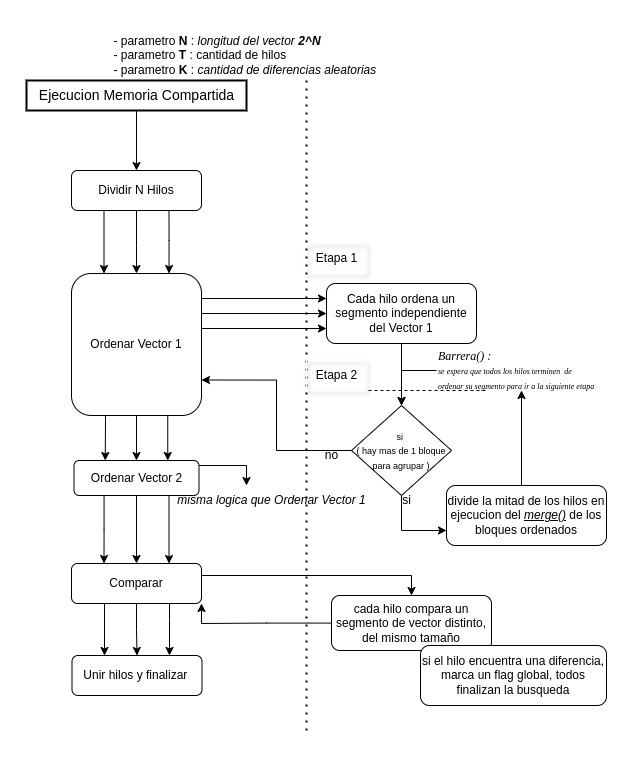 - parametro N : longitud del vector 2^N
- parametro T : cantidad de hilos
- parametro K : cantidad de diferencias aleatorias
Ejecucion Memoria Compartida
Dividir N Hilos
Etapa 1
Cada hilo ordena un
segmento independiente
del Vector 1
Ordenar Vector 1
Barrera() :
se espera que todos los hilos terminen de
ordenar su segmento para ir a la siguiente etapa
Etapa 2
si
( hay mas de 1 bloque
para agrupar )
no
si
divide la mitad de los hilos en
ejecucion del merge() de los
bloques ordenados
Ordenar Vector 2
misma logica que Ordenar Vector 1
Comparar
cada hilo compara un
segmento de vector distinto,
del mismo tamaño
si el hilo encuentra una diferencia,
marca un flag global, todos
finalizan la busqueda
Unir hilos y finalizar